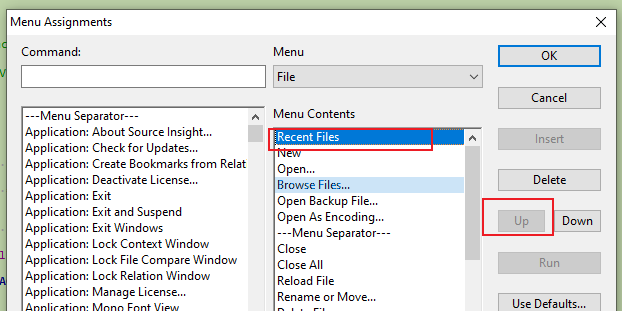 Menu Assignments
Command:
Menu
File
OK
Cancel
Insert
Delete
Up
Down
Run
Use Defaults...
---Menu Separator---
Application: About Source Insight...
Application: Check for Updates...
Application: Create Bookmarks from Relat
Application: Deactivate License...
Application: Exit
Application: Exit and Suspend
Application: Exit Windows
Application: Lock Context Window
Application: Lock File Compare Window
Application: Lock Relation Window
Application: Manage License...
Application: Mono Font View
Menu Contents
Recent Files
New
Open...
Browse Files...
Open Backup File...
Open As Encoding...
---Menu Separator---
Close
Close All
Reload File
Rename or Move...